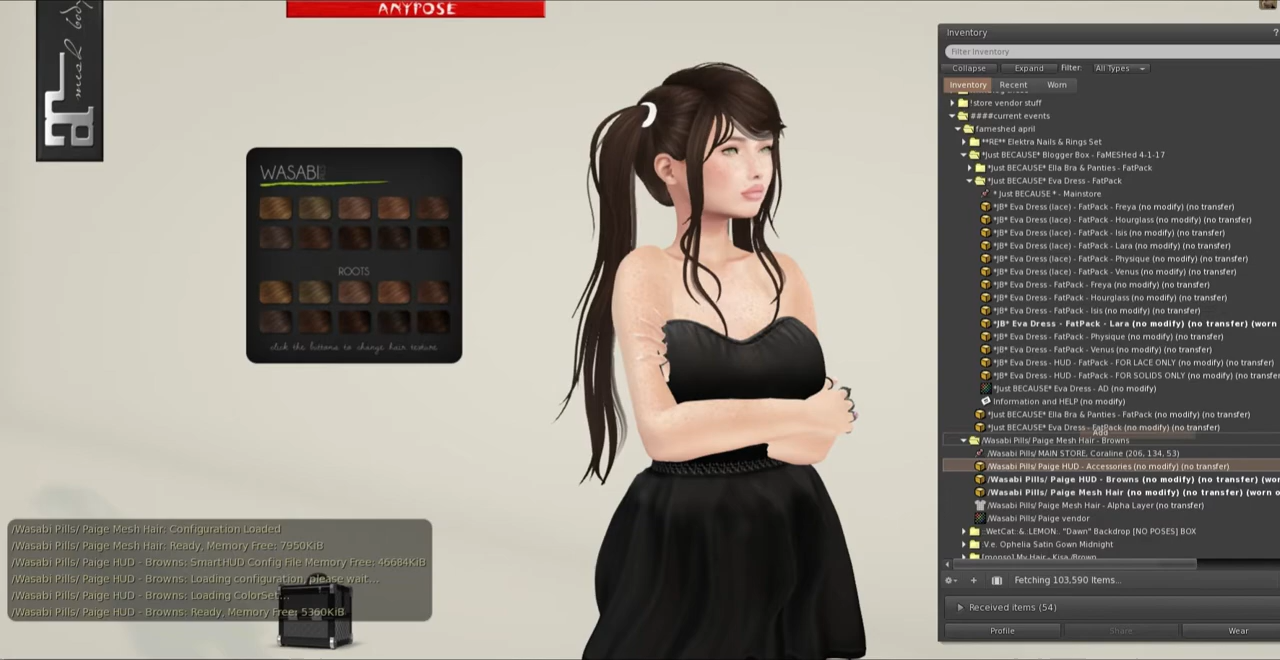 ANYPOSE
mesh body
WASABI
ROOTS
click the buttons to change hair texture
/Wasabi Pills/ Paige Mesh Hair: Configuration Loaded
/Wasabi Pills/ Paige Mesh Hair: Ready, Memory Free: 7950KiB
/Wasabi Pills/ Paige HUD - Browns: SmartHUD Config File Memory Free: 46684KiB
/Wasabi Pills/ Paige HUD - Browns: Loading configuration, please wait...
/Wasabi Pills/ Paige HUD - Browns: Loading ColorSet...
/Wasabi Pills/ Paige HUD - Browns: Ready, Memory Free: 5360KiB
Inventory ?
Filter Inventory
Collapse Expand Filter: All Types
Inventory Recent Worn
!store vendor stuff
####current events
fameshed april
**RE** Elektra Nails & Rings Set
*Just BECAUSE* Blogger Box - FaMESHed 4-1-17
*Just BECAUSE* Ella Bra & Panties - FatPack
*Just BECAUSE* Eva Dress - FatPack
* Just BECAUSE * - Mainstore
*JB* Eva Dress (lace) - FatPack - Freya (no modify) (no transfer)
*JB* Eva Dress (lace) - FatPack - Hourglass (no modify) (no transfer)
*JB* Eva Dress (lace) - FatPack - Isis (no modify) (no transfer)
*JB* Eva Dress (lace) - FatPack - Lara (no modify) (no transfer)
*JB* Eva Dress (lace) - FatPack - Physique (no modify) (no transfer)
*JB* Eva Dress (lace) - FatPack - Venus (no modify) (no transfer)
*JB* Eva Dress - FatPack - Freya (no modify) (no transfer)
*JB* Eva Dress - FatPack - Hourglass (no modify) (no transfer)
*JB* Eva Dress - FatPack - Isis (no modify) (no transfer)
*JB* Eva Dress - FatPack - Lara (no modify) (no transfer) (worn
*JB* Eva Dress - FatPack - Physique (no modify) (no transfer)
*JB* Eva Dress - FatPack - Venus (no modify) (no transfer)
*JB* Eva Dress - HUD - FatPack - FOR LACE ONLY (no modify) (no transfer)
*JB* Eva Dress - HUD - FatPack - FOR SOLIDS ONLY (no modify) (no transfer
*Just BECAUSE* Eva Dress - AD (no modify)
Information and HELP (no modify)
*Just BECAUSE* Ella Bra & Panties - FatPack (no modify) (no transfer)
*Just BECAUSE* Eva Dress - FatPack (no modify) (no transfer)
Add
/Wasabi Pills/ Paige Mesh Hair - Browns
/Wasabi Pills/ MAIN STORE, Coraline (206, 134, 53)
/Wasabi Pills/ Paige HUD - Accessories (no modify) (no transfer)
/Wasabi Pills/ Paige HUD - Browns (no modify) (no transfer) (wor
/Wasabi Pills/ Paige Mesh Hair (no modify) (no transfer) (worn o
/Wasabi Pills/ Paige Mesh Hair - Alpha Layer (no transfer)
/Wasabi Pills/ Paige vendor
::WetCat::&::LEMON:: "Dawn" Backdrop [NO POSES] BOX
:V.e. Ophelia Satin Gown Midnight
[monso] My Hair - Kisa /Brown
Fetching 103,590 Items...
Received items (54)
Profile Share Wear